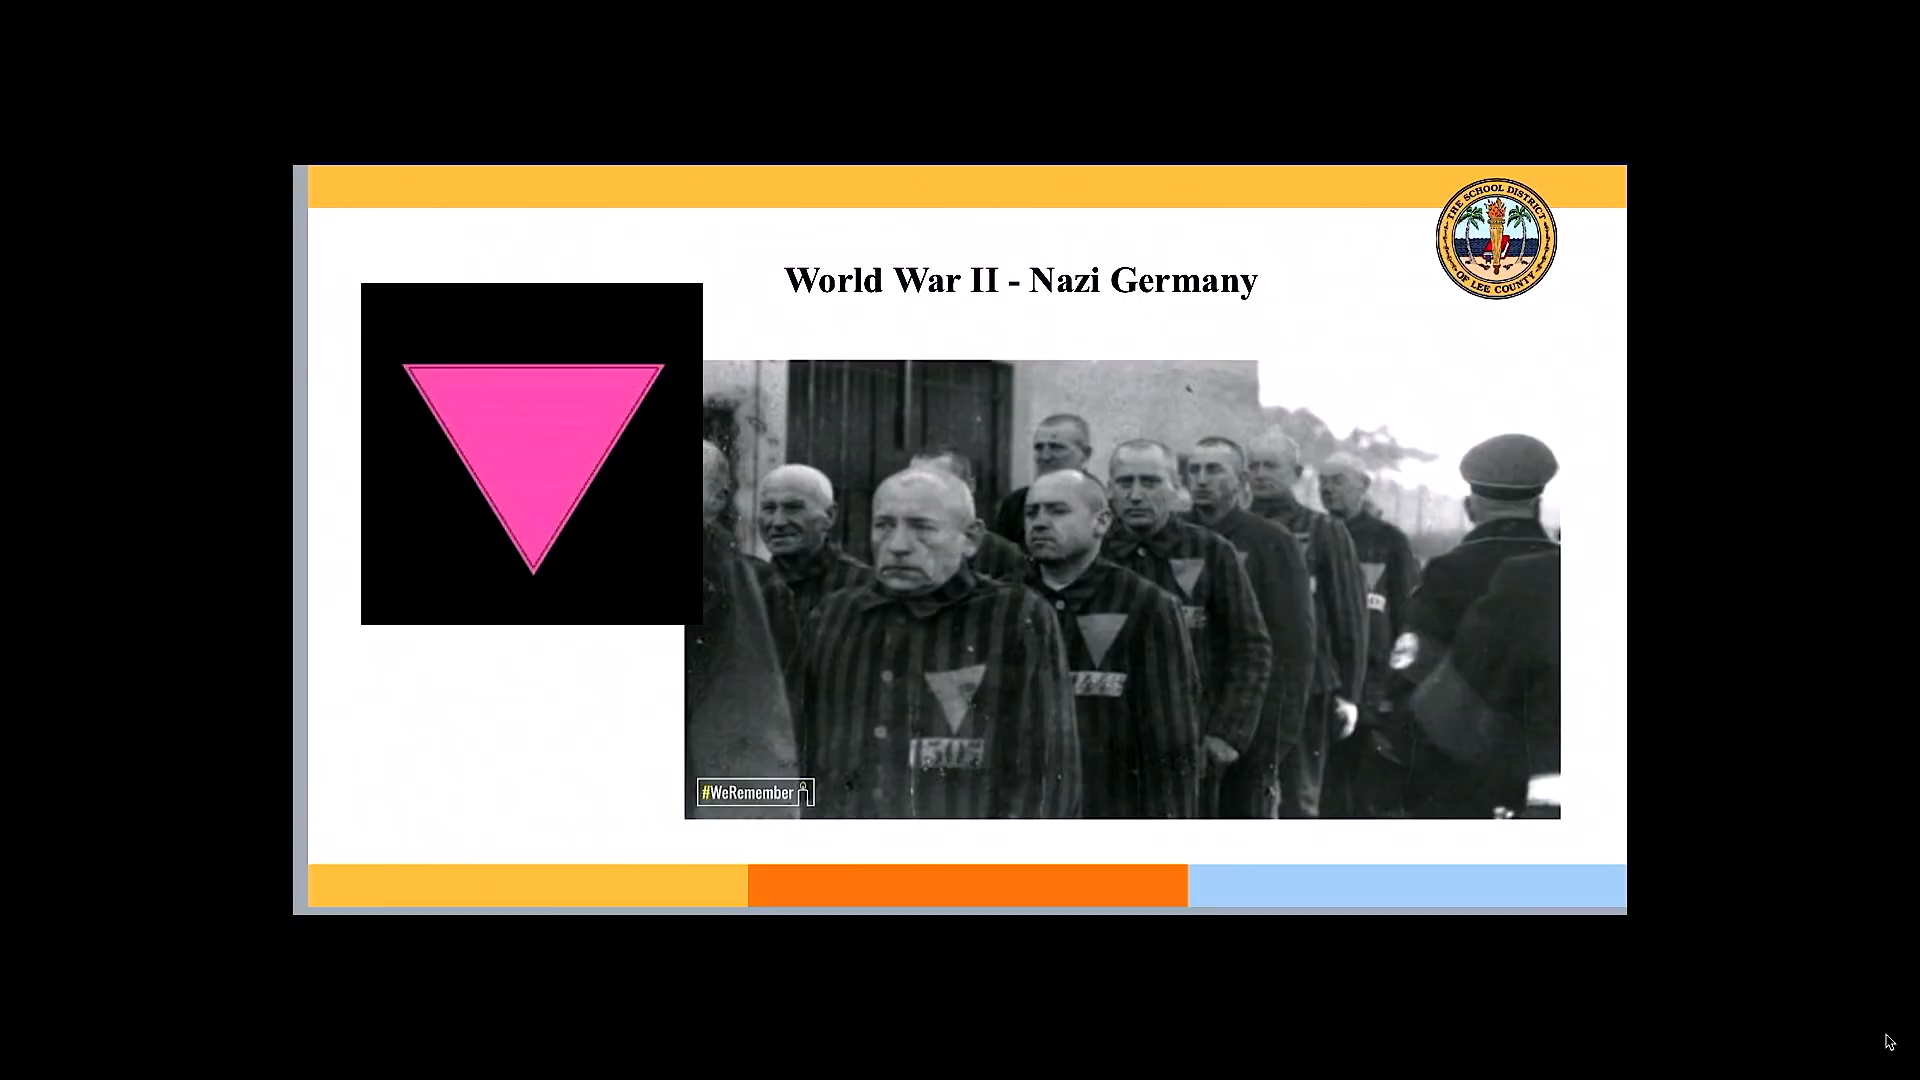 THE SCHOOL DISTRICT
OF LEE COUNTY
World War II - Nazi Germany
#WeRemember